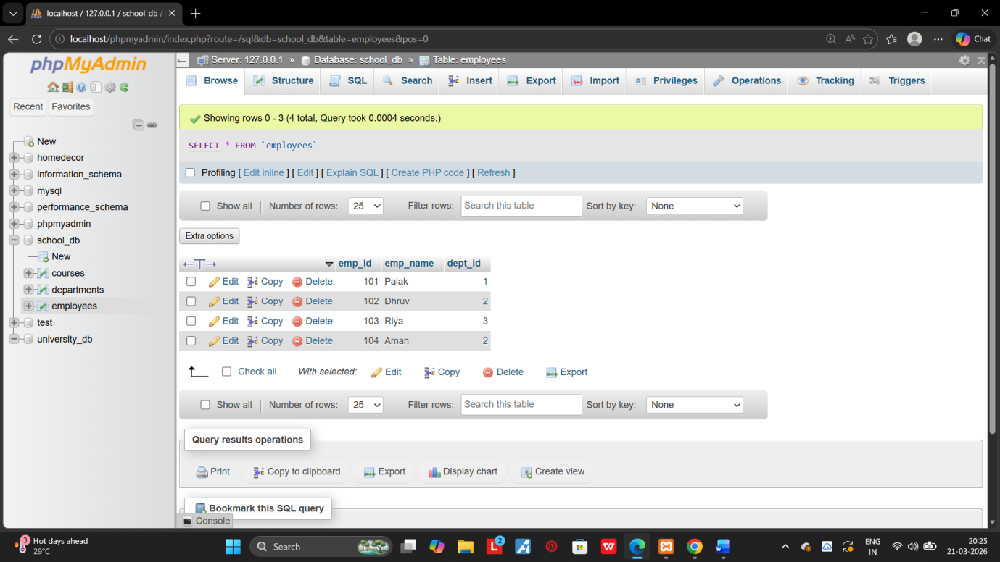 localhost / 127.0.0.1 / school_db /
localhost/phpmyadmin/index.php?route=/sql&db=school_db&table=employees&pos=0
Chat
phpMyAdmin
Recent Favorites
New
homedecor
information_schema
mysql
performance_schema
phpmyadmin
school_db
New
courses
departments
employees
test
university_db
Server: 127.0.0.1 » Database: school_db » Table: employees
Browse Structure SQL Search Insert Export Import Privileges Operations Tracking Triggers
Showing rows 0 - 3 (4 total, Query took 0.0004 seconds.)
SELECT * FROM `employees`
Profiling [ Edit inline ] [ Edit ] [ Explain SQL ] [ Create PHP code ] [ Refresh ]
Show all | Number of rows: 25 Filter rows: Search this table Sort by key: None
Extra options
emp_id emp_name dept_id
Edit Copy Delete 101 Palak 1
Edit Copy Delete 102 Dhruv 2
Edit Copy Delete 103 Riya 3
Edit Copy Delete 104 Aman 2
Check all With selected: Edit Copy Delete Export
Show all | Number of rows: 25 Filter rows: Search this table Sort by key: None
Query results operations
Print Copy to clipboard Export Display chart Create view
Bookmark this SQL query
Console
3 Hot days ahead
29°C
Search
2
ENG
IN
20:25
21-03-2026